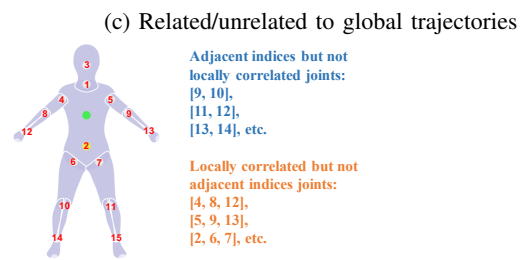 (c) Related/unrelated to global trajectories
3
1
4
5
8
9
12
13
2
6
7
10
11
14
15
Adjacent indices but not
locally correlated joints:
[9, 10],
[11, 12],
[13, 14], etc.
Locally correlated but not
adjacent indices joints:
[4, 8, 12],
[5, 9, 13],
[2, 6, 7], etc.